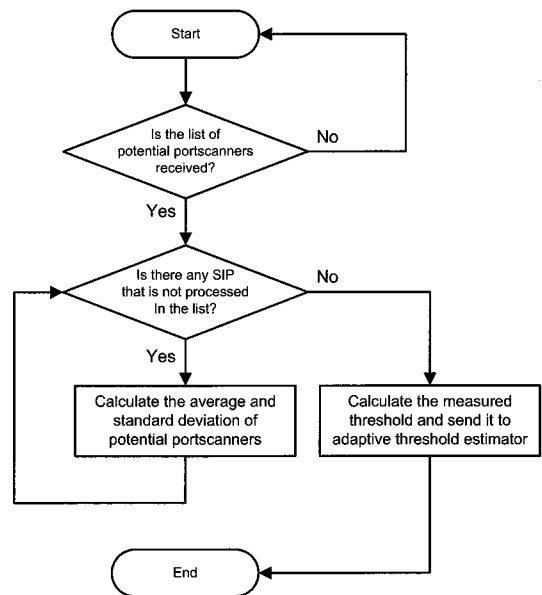 Start
Is the list of
potential portscanners
received?
No
Yes
Is there any SIP
that is not processed
In the list?
No
Yes
Calculate the average and
standard deviation of
potential portscanners
Calculate the measured
threshold and send it to
adaptive threshold estimator
End